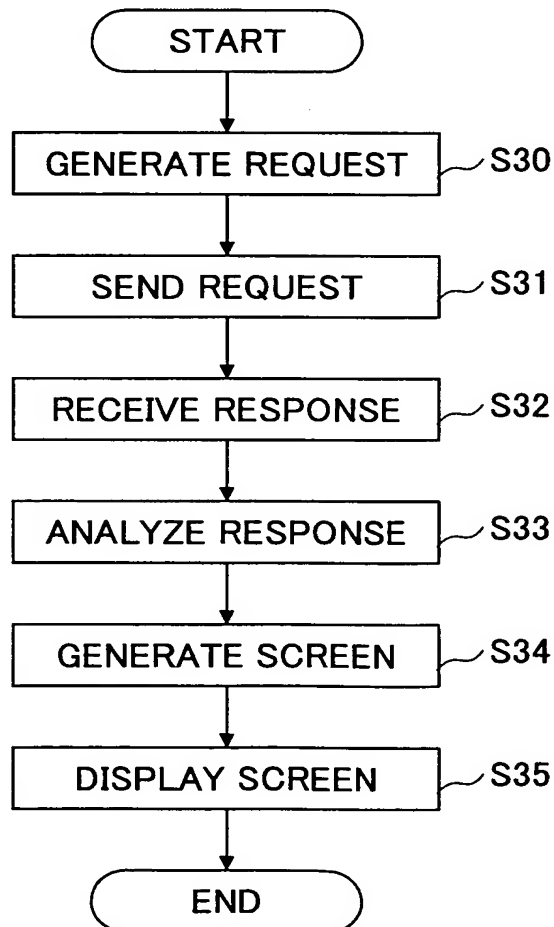 START
GENERATE REQUEST S30
SEND REQUEST S31
RECEIVE RESPONSE S32
ANALYZE RESPONSE S33
GENERATE SCREEN S34
DISPLAY SCREEN S35
END